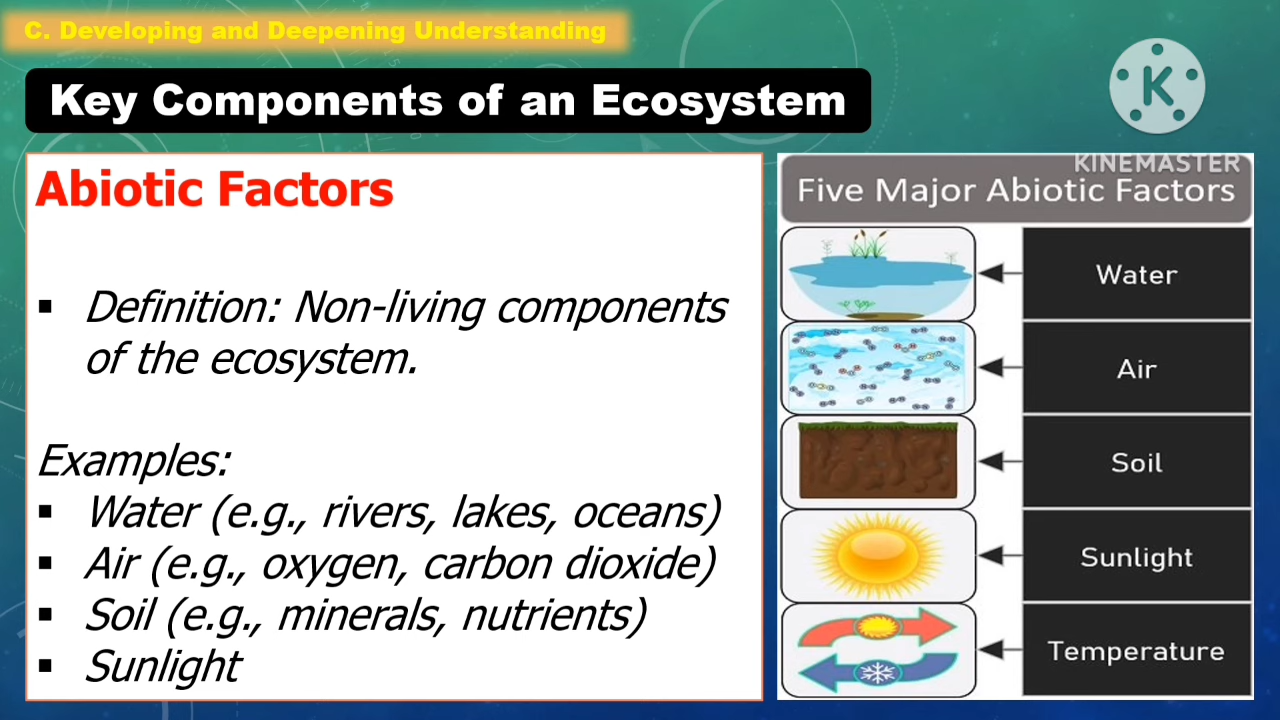 C. Developing and Deepening Understanding
Key Components of an Ecosystem
K
KINEMASTER
Abiotic Factors
▪ Definition: Non-living components
of the ecosystem.
Examples:
▪ Water (e.g., rivers, lakes, oceans)
▪ Air (e.g., oxygen, carbon dioxide)
▪ Soil (e.g., minerals, nutrients)
▪ Sunlight
Five Major Abiotic Factors
Water
Air
Soil
Sunlight
Temperature